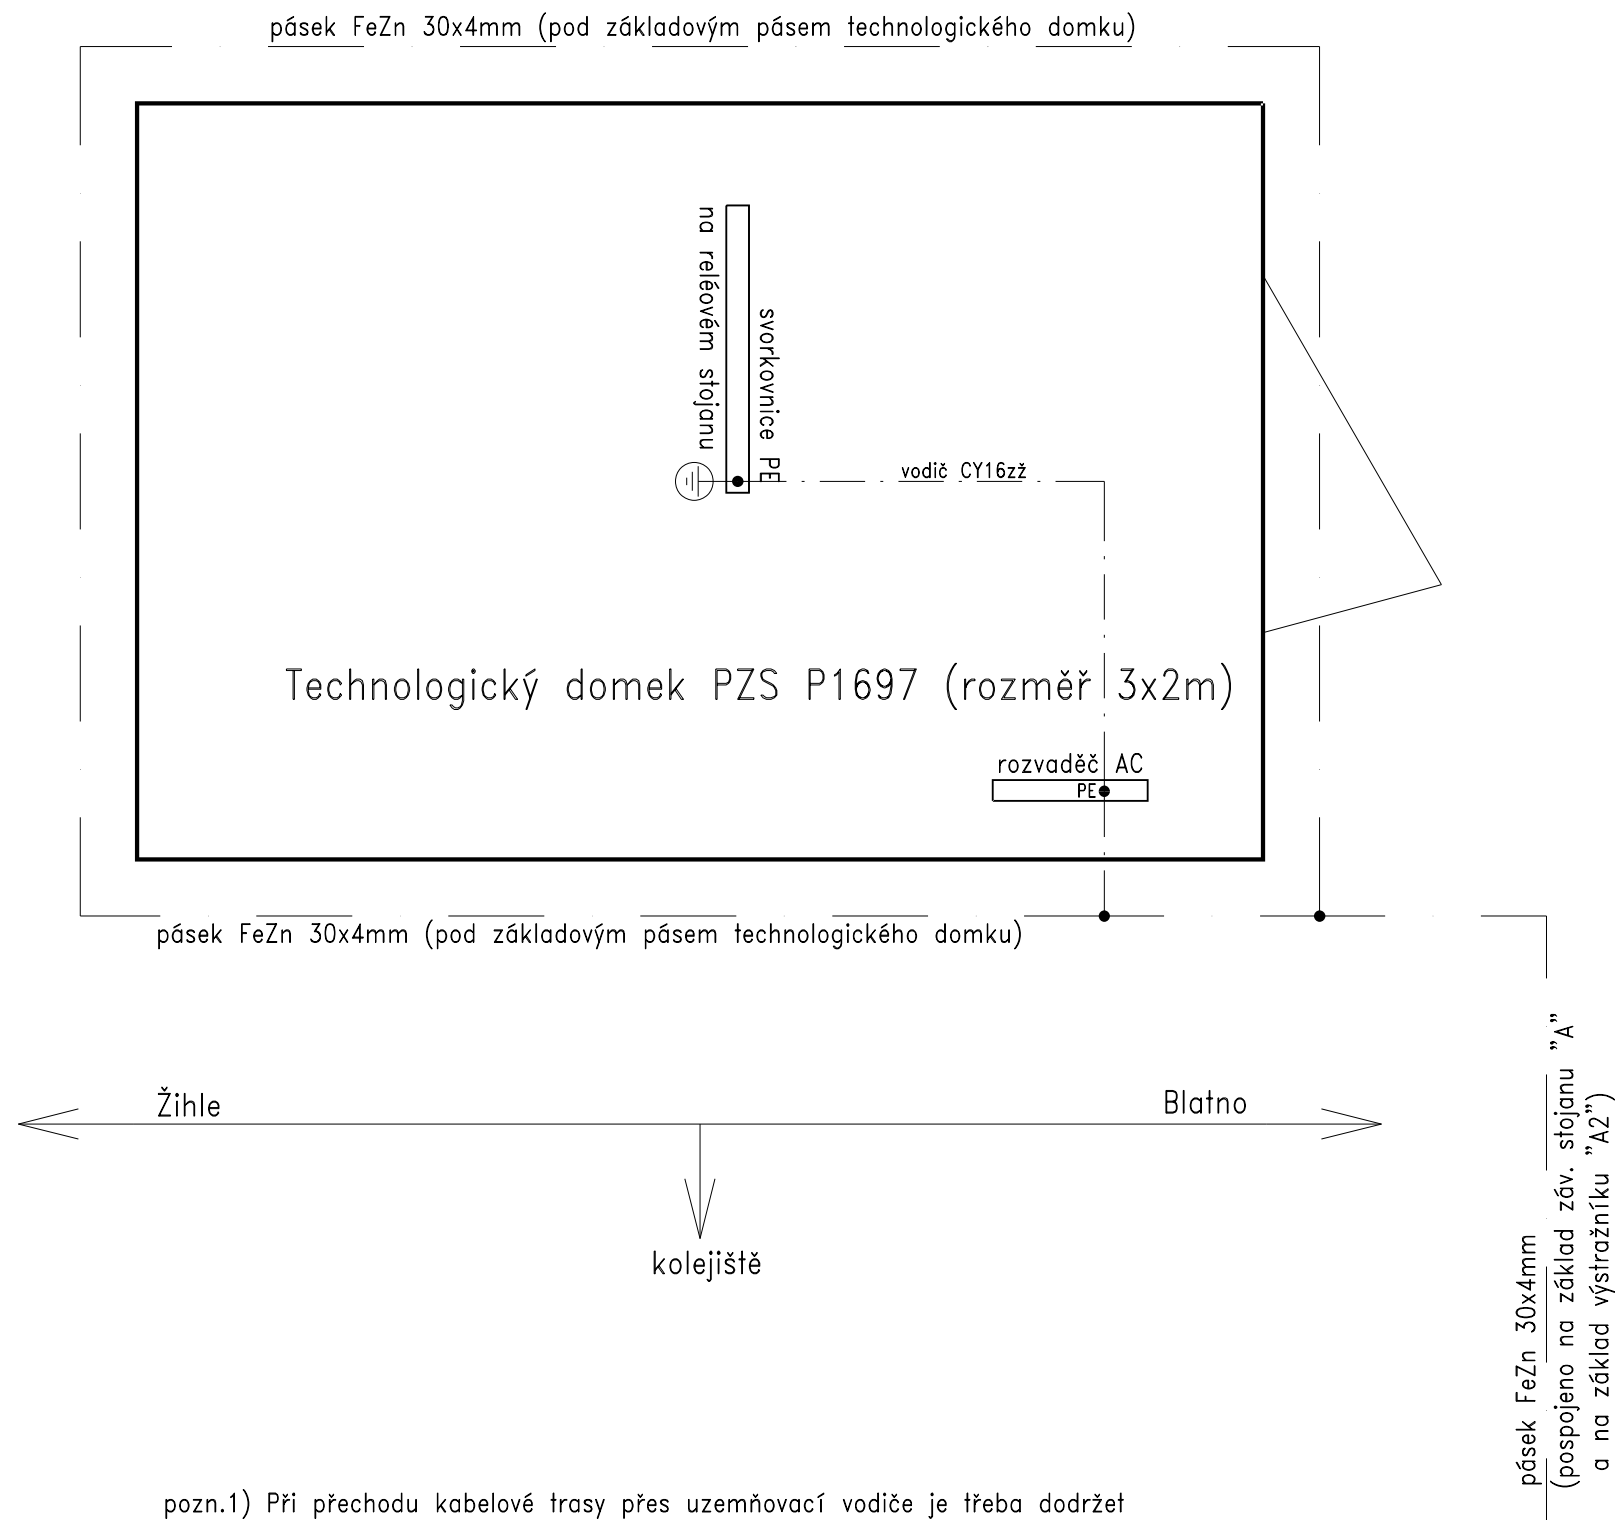 pásek FeZn 30x4mm (pod základovým pásem technologického domku)
na reléovém stojanu
svorkovnice PE
vodič CY16zž
Technologický domek PZS P1697 (rozměř 3x2m)
rozvaděč AC
PE
pásek FeZn 30x4mm (pod základovým pásem technologického domku)
Žihle
Blatno
kolejiště
pásek FeZn 30x4mm
(pospojeno na základ záv. stojanu "A"
a na základ výstražníku "A2")
pozn.1) Při přechodu kabelové trasy přes uzemňovací vodiče je třeba dodržet